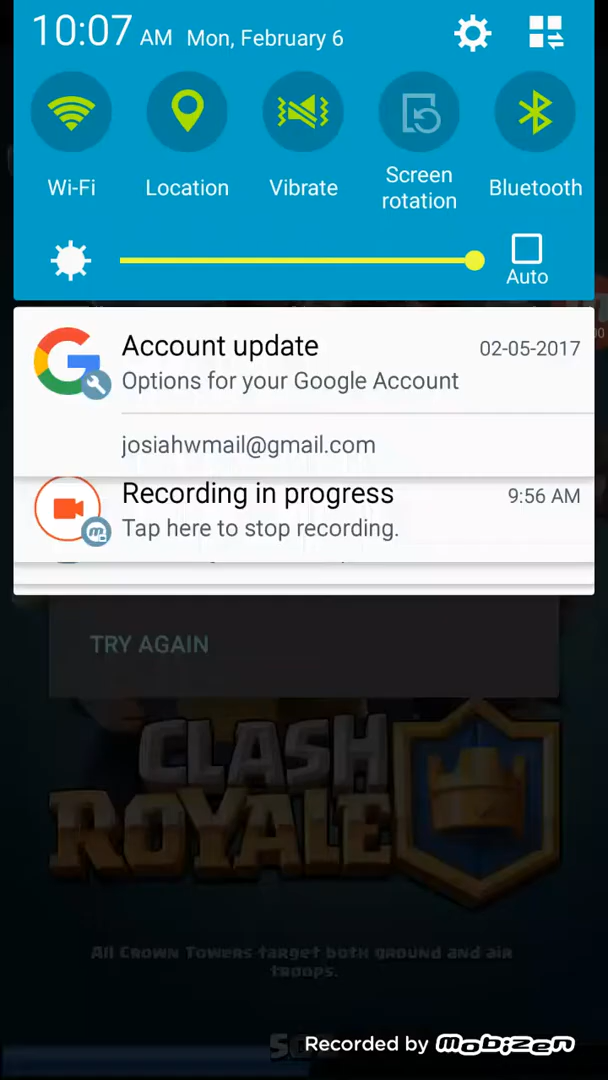 10:07 AM Mon, February 6
Wi-Fi
Location
Vibrate
Screen
rotation
Bluetooth
Auto
Account update
02-05-2017
Options for your Google Account
josiahwmail@gmail.com
Recording in progress
9:56 AM
Tap here to stop recording.
TRY AGAIN
CLASH
ROYALE
All Crown Towers target both ground and air
troops.
Recorded by mobizen